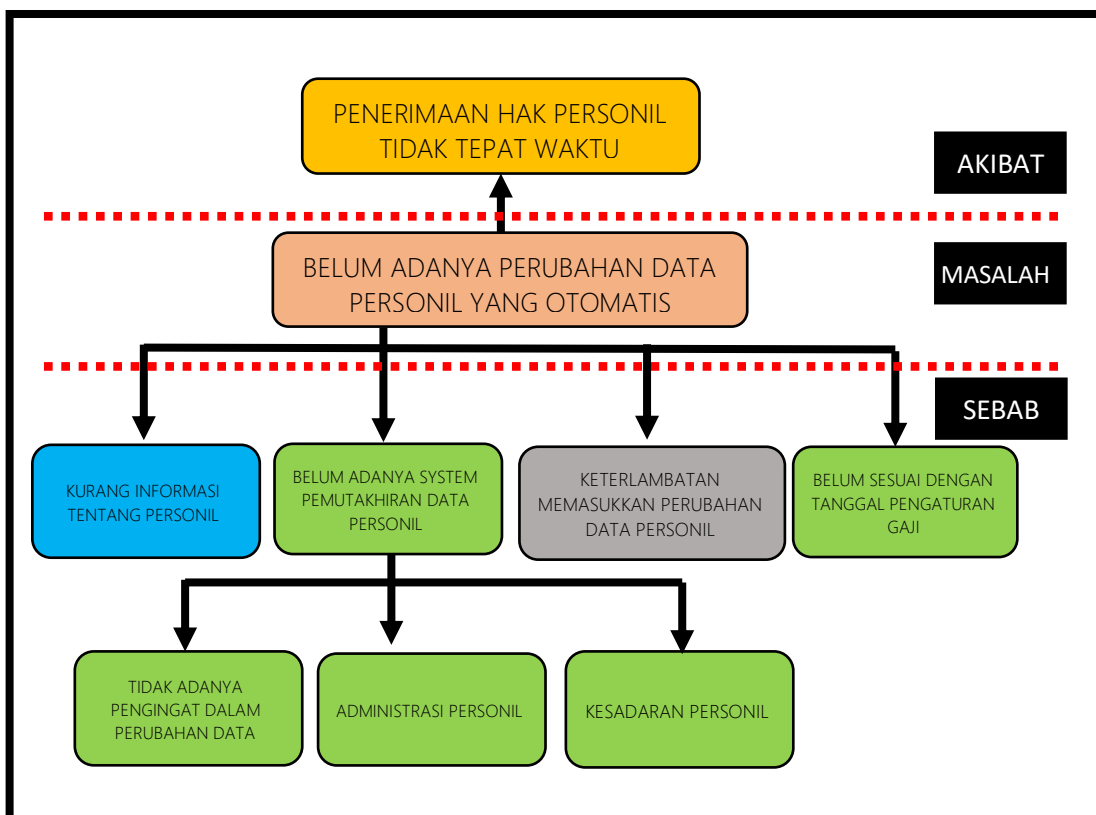 PENERIMAAN HAK PERSONIL
TIDAK TEPAT WAKTU
AKIBAT
BELUM ADANYA PERUBAHAN DATA
PERSONIL YANG OTOMATIS
MASALAH
SEBAB
KURANG INFORMASI
TENTANG PERSONIL
BELUM ADANYA SYSTEM
PEMUTAKHIRAN DATA
PERSONIL
KETERLAMBATAN
MEMASUKKAN PERUBAHAN
DATA PERSONIL
BELUM SESUAI DENGAN
TANGGAL PENGATURAN
GAJI
TIDAK ADANYA
PENGINGAT DALAM
PERUBAHAN DATA
ADMINISTRASI PERSONIL
KESADARAN PERSONIL